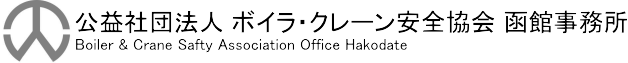 公益社団法人 ボイラ・クレーン安全協会 函館事務所
Boiler & Crane Safty Association Office Hakodate